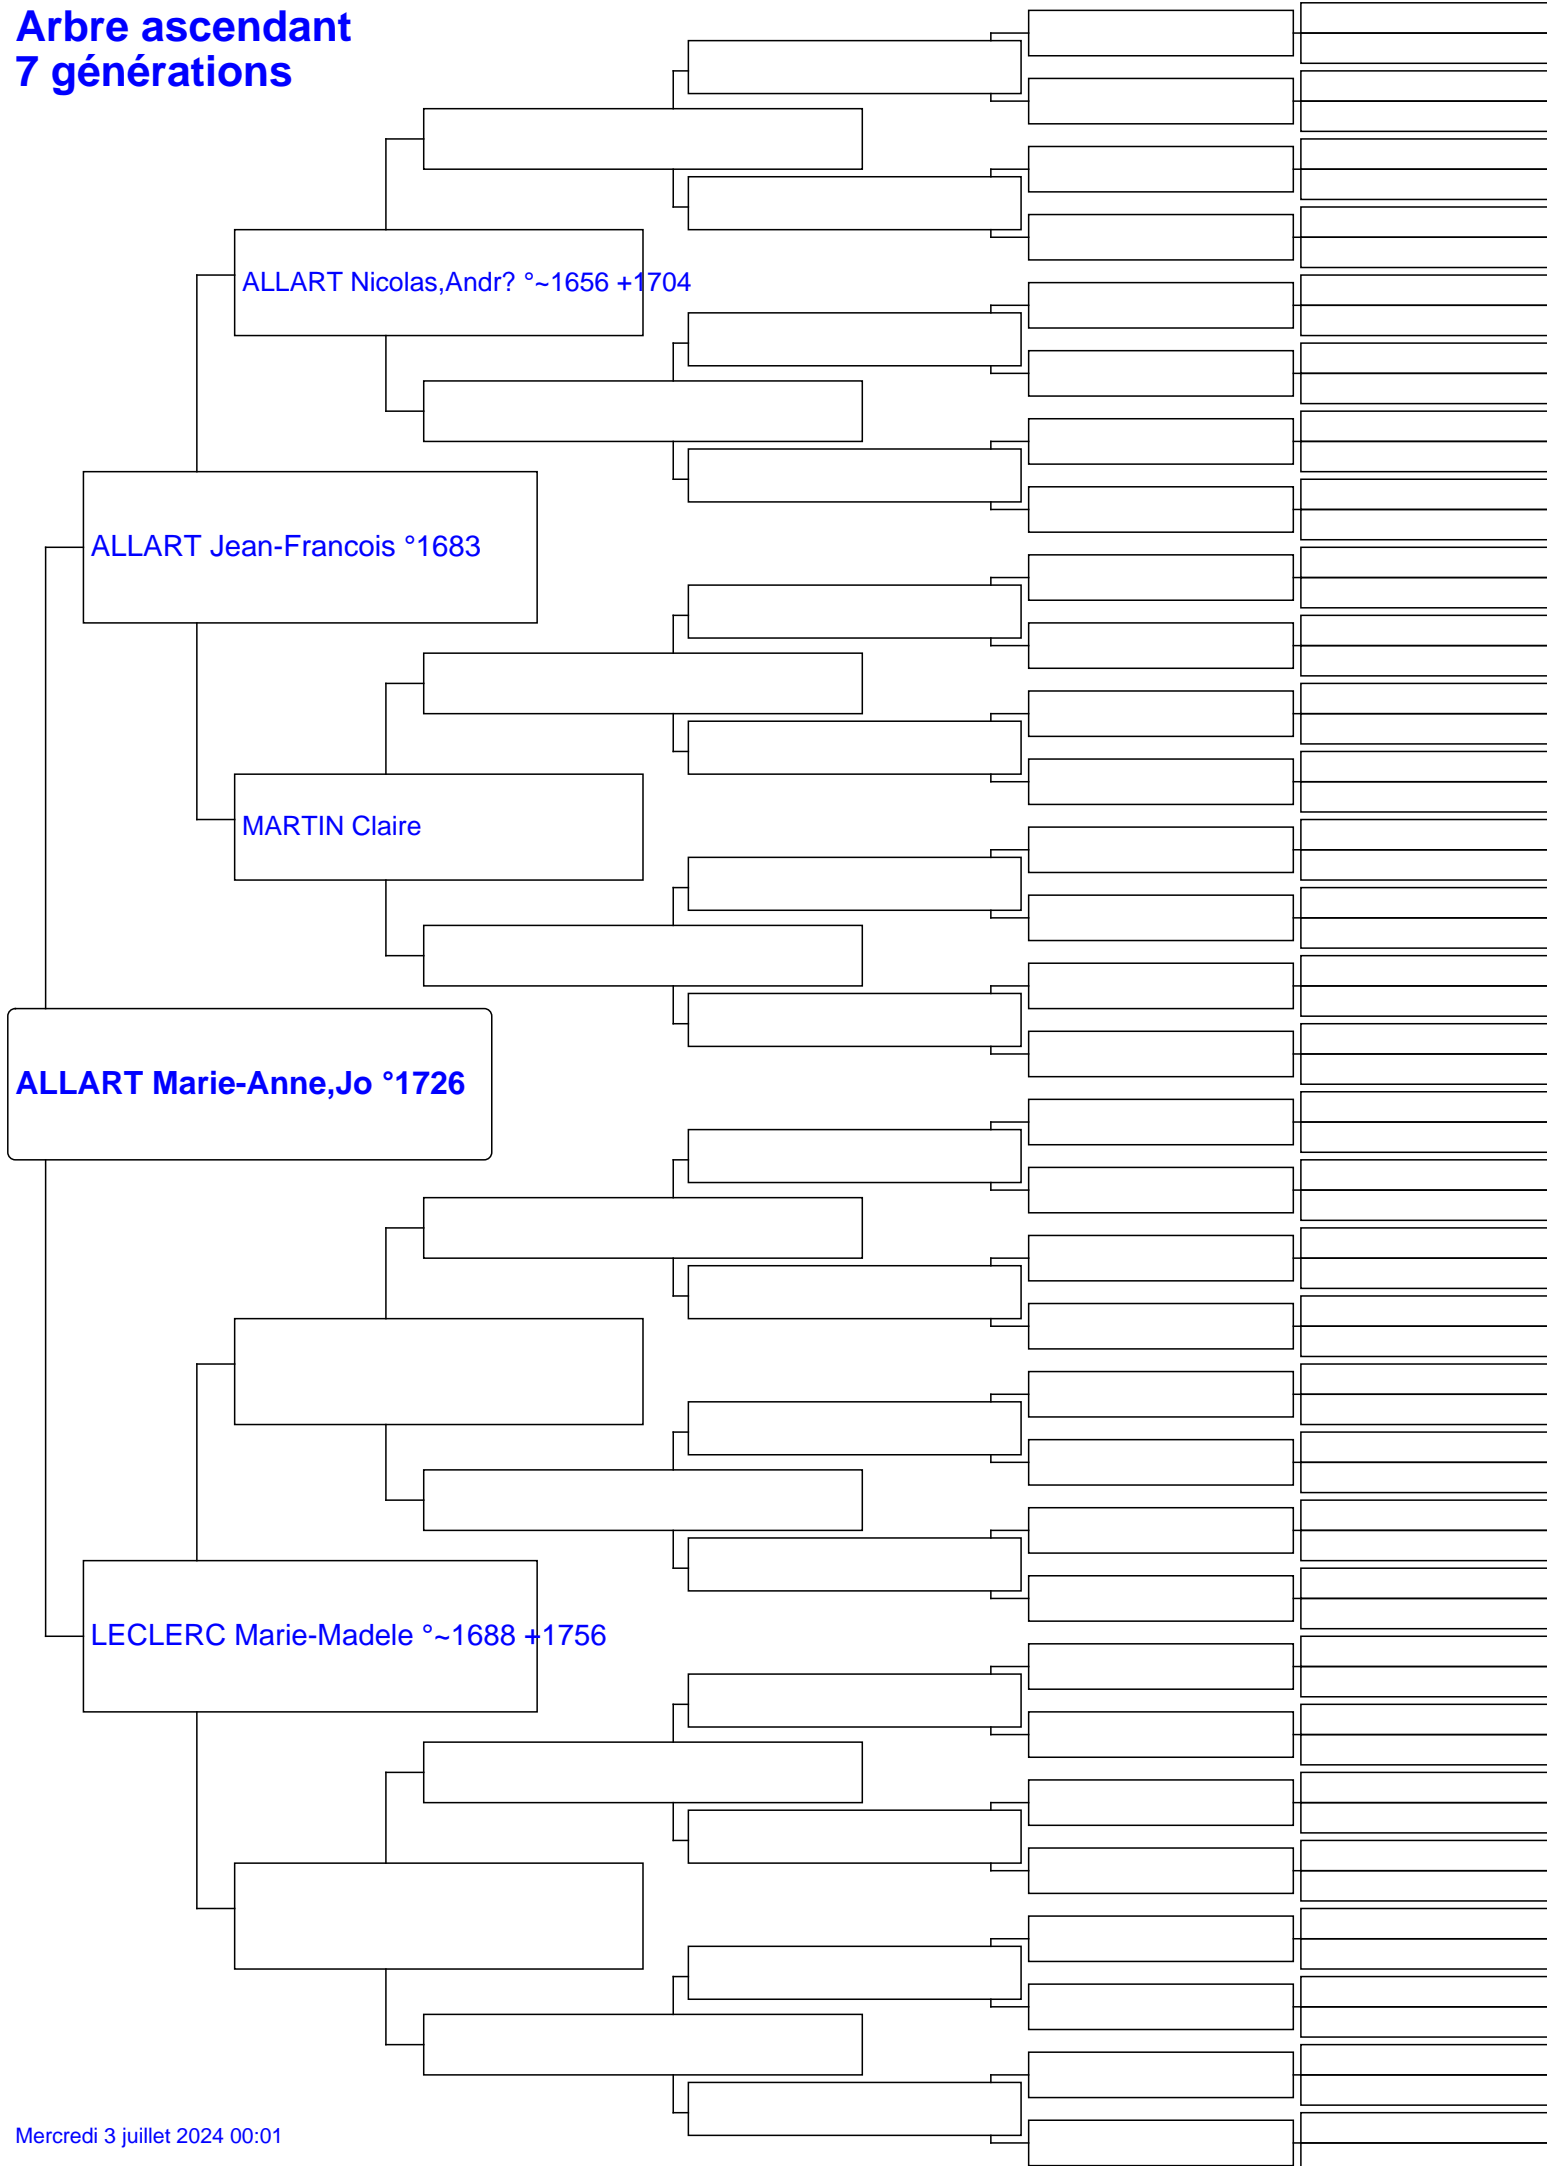 Arbre ascendant
7 générations
ALLART Nicolas,Andr? °~1656 +1704
ALLART Jean-Francois °1683
MARTIN Claire
ALLART Marie-Anne,Jo °1726
LECLERC Marie-Madele °~1688 +1756
Mercredi 3 juillet 2024 00:01